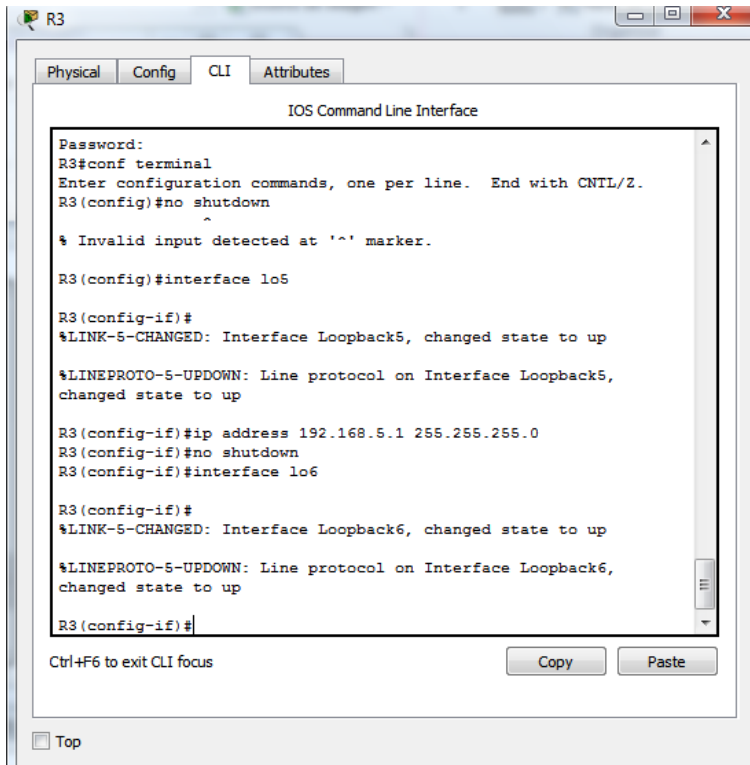 R3
Physical Config CLI Attributes
IOS Command Line Interface
Password:
R3#conf terminal
Enter configuration commands, one per line.  End with CNTL/Z.
R3(config)#no shutdown
^
% Invalid input detected at '^' marker.
R3(config)#interface lo5
R3(config-if)#
%LINK-5-CHANGED: Interface Loopback5, changed state to up
%LINEPROTO-5-UPDOWN: Line protocol on Interface Loopback5,
changed state to up
R3(config-if)#ip address 192.168.5.1 255.255.255.0
R3(config-if)#no shutdown
R3(config-if)#interface lo6
R3(config-if)#
%LINK-5-CHANGED: Interface Loopback6, changed state to up
%LINEPROTO-5-UPDOWN: Line protocol on Interface Loopback6,
changed state to up
R3(config-if)#
Ctrl+F6 to exit CLI focus
Copy Paste
Top